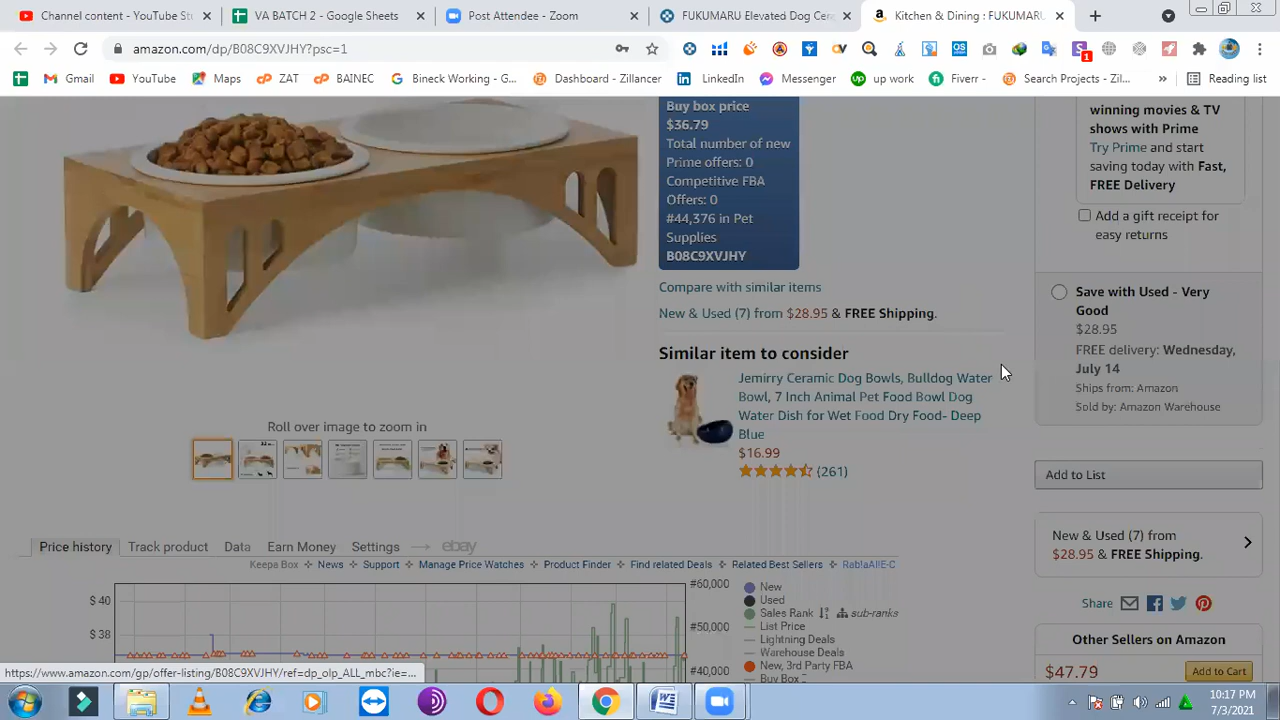 Channel content - YouTube Stu
VA BATCH 2 - Google Sheets
Post Attendee - Zoom
FUKUMARU Elevated Dog Cer
Kitchen & Dining : FUKUMARU
amazon.com/dp/B08C9XVJHY?psc=1
1
Gmail
YouTube
Maps
ZAT
BAINEC
Bineck Working - G...
Dashboard - Zillancer
LinkedIn
Messenger
up work
Fiverr -
Search Projects - Zil...
»
Reading list
Buy box price
$36.79
Total number of new
Prime offers: 0
Competitive FBA
Offers: 0
#44,376 in Pet
Supplies
B08C9XVJHY
Compare with similar items
New & Used (7) from $28.95 & FREE Shipping.
Similar item to consider
Jemirry Ceramic Dog Bowls, Bulldog Water
Bowl, 7 Inch Animal Pet Food Bowl Dog
Water Dish for Wet Food Dry Food- Deep
Blue
$16.99
(261)
Roll over image to zoom in
winning movies & TV
shows with Prime
Try Prime and start
saving today with Fast,
FREE Delivery
Add a gift receipt for
easy returns
Save with Used - Very
Good
$28.95
FREE delivery: Wednesday,
July 14
Ships from: Amazon
Sold by: Amazon Warehouse
Add to List
New & Used (7) from
$28.95 & FREE Shipping.
Share
Other Sellers on Amazon
$47.79
Add to Cart
Price history
Track product
Data
Earn Money
Settings
ebay
Keepa Box
News
Support
Manage Price Watches
Product Finder
Find related Deals
Related Best Sellers
Rab!aAl!E-C
$ 40
$ 38
#60,000
#50,000
#40,000
New
Used
Sales Rank
sub-ranks
List Price
Lightning Deals
Warehouse Deals
New, 3rd Party FBA
Buy Box
https://www.amazon.com/gp/offer-listing/B08C9XVJHY/ref=dp_olp_ALL_mbc?ie=...
10:17 PM
7/3/2021